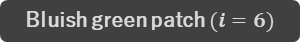 Bluish green patch (i = 6)